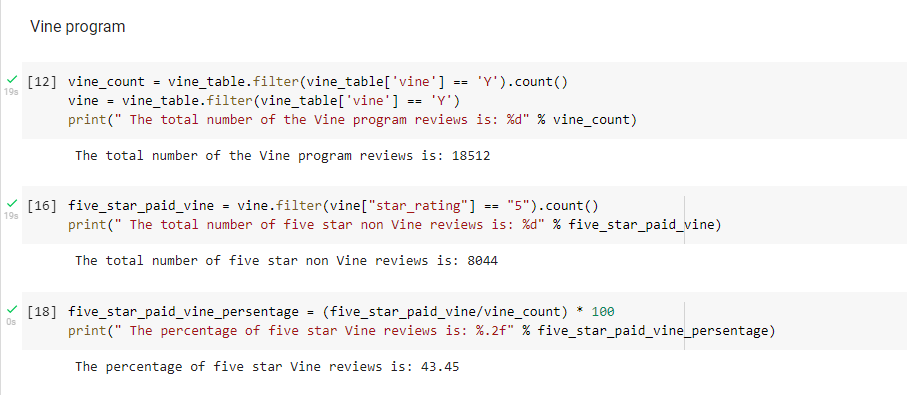 Vine program
[12] vine_count = vine_table.filter(vine_table['vine'] == 'Y').count()
19s
vine = vine_table.filter(vine_table['vine'] == 'Y')
print(" The total number of the Vine program reviews is: %d" % vine_count)
The total number of the Vine program reviews is: 18512
[16] five_star_paid_vine = vine.filter(vine["star_rating"] == "5").count()
19s
print(" The total number of five star non Vine reviews is: %d" % five_star_paid_vine)
The total number of five star non Vine reviews is: 8044
[18] five_star_paid_vine_persentage = (five_star_paid_vine/vine_count) * 100
0s
print(" The percentage of five star Vine reviews is: %.2f" % five_star_paid_vine_persentage)
The percentage of five star Vine reviews is: 43.45